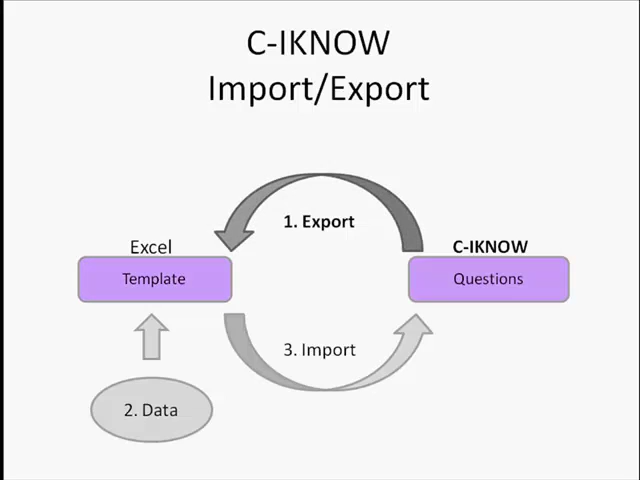 C-IKNOW
Import/Export
1. Export
Excel
C-IKNOW
Template
Questions
3. Import
2. Data